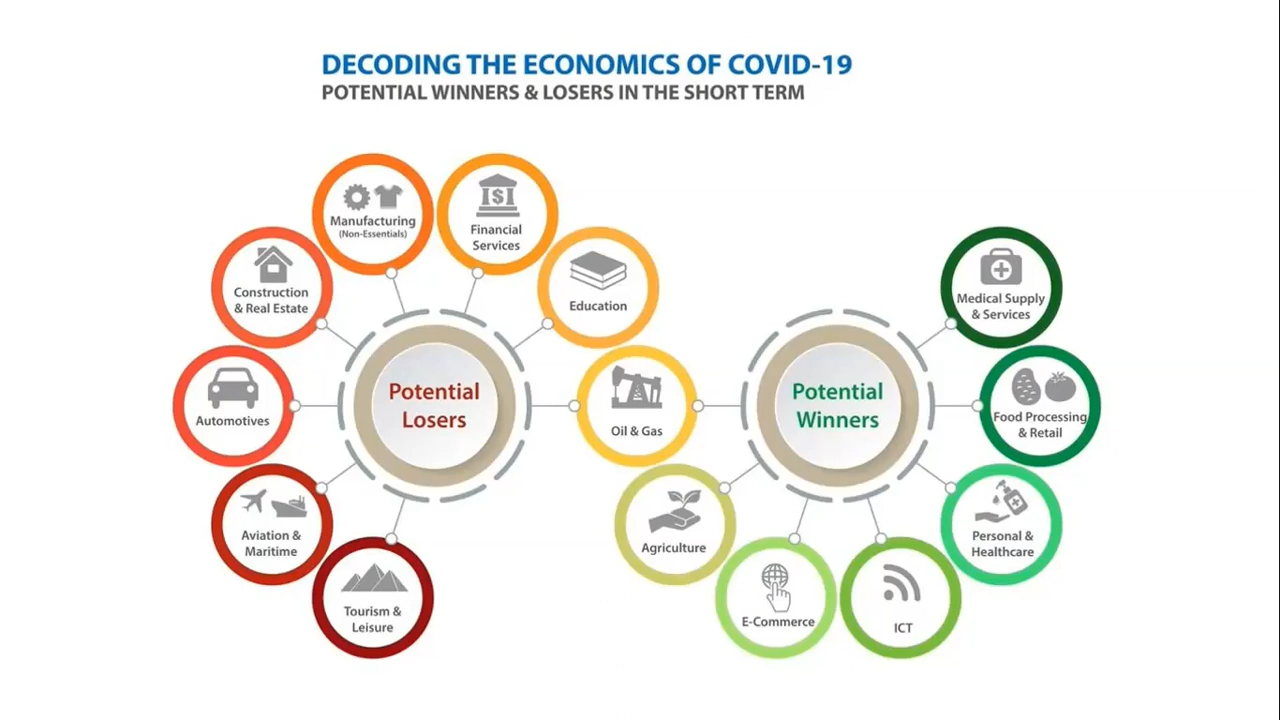 DECODING THE ECONOMICS OF COVID-19
POTENTIAL WINNERS & LOSERS IN THE SHORT TERM
Manufacturing
(Non-Essentials)
Financial
Services
Construction
& Real Estate
Education
Automotives
Potential
Losers
Oil & Gas
Aviation &
Maritime
Tourism &
Leisure
Potential
Winners
Medical Supply
& Services
Food Processing
& Retail
Personal &
Healthcare
Agriculture
E-Commerce
ICT